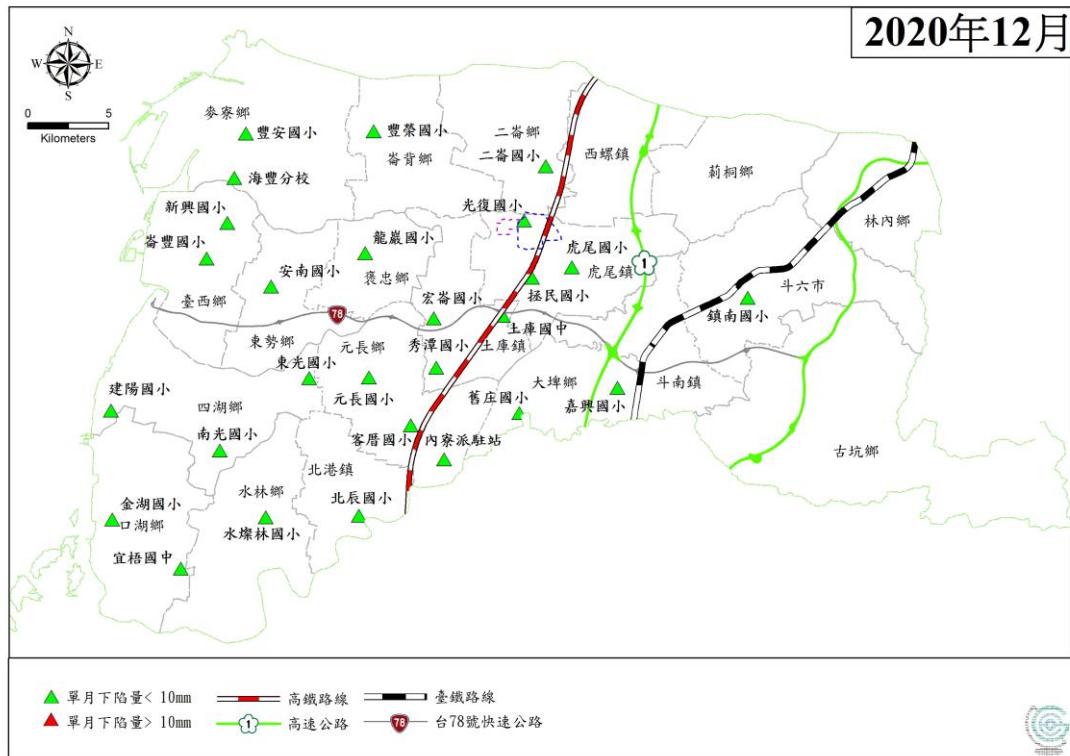 2020年12月
N
W
E
S
0
5
Kilometers
麥寮鄉
豐安國小
豐榮國小
崙背鄉
二崙鄉
二崙國小
西螺鎮
莿桐鄉
林內鄉
海豐分校
新興國小
崙豐國小
光復國小
龍巖國小
褒忠鄉
虎尾國小
虎尾鎮
1
安南國小
拯民國小
斗六市
鎮南國小
臺西鄉
78
宏崙國小
土庫國中
東勢鄉
元長鄉
秀潭國小
土庫鎮
東光國小
元長國小
舊庄國小
大埤鄉
嘉興國小
斗南鎮
建陽國小
四湖鄉
南光國小
客厝國小
內寮派駐站
古坑鄉
北港鎮
水林鄉
北辰國小
金湖國小
口湖鄉
水燦林國小
宜梧國中
單月下陷量< 10mm
高鐵路線
臺鐵路線
單月下陷量> 10mm
1
高速公路
78
台78號快速公路